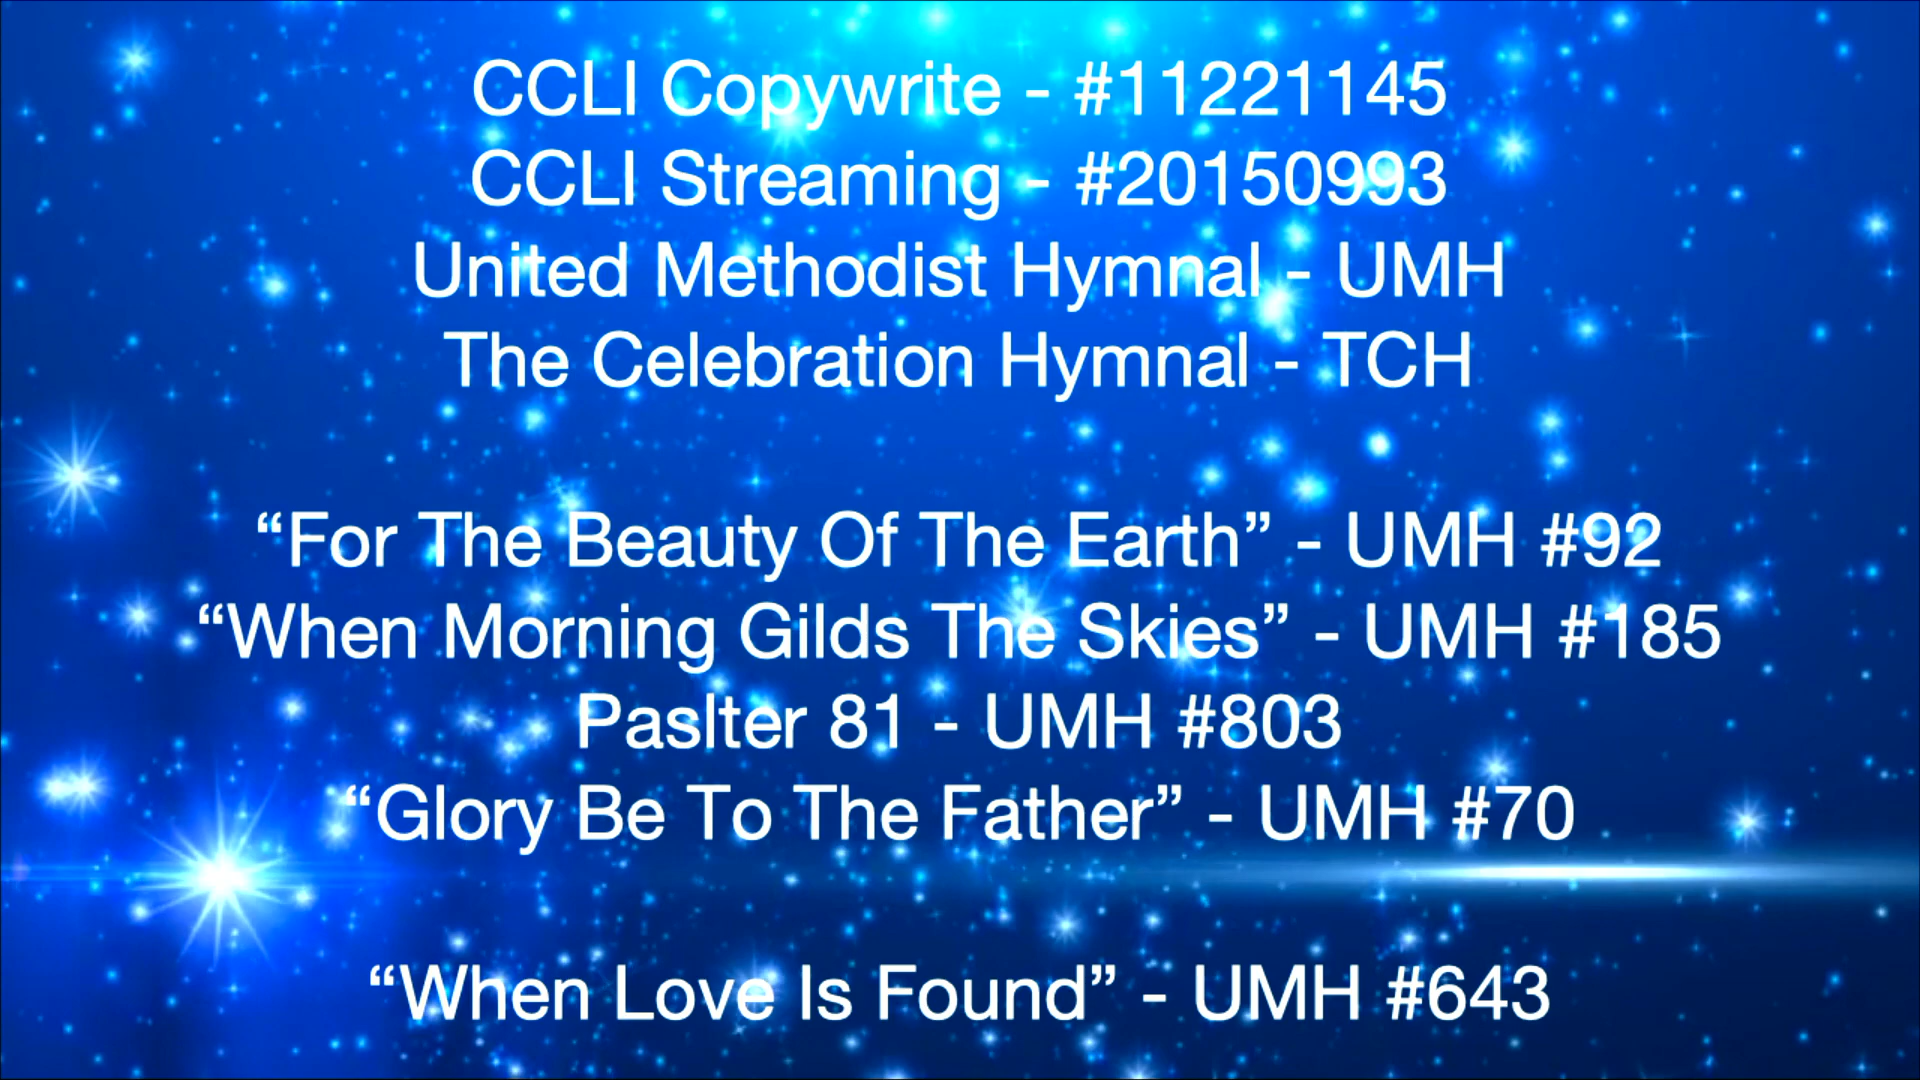 CCLI Copywrite - #11221145
CCLI Streaming - #20150993
United Methodist Hymnal - UMH
The Celebration Hymnal - TCH
“For The Beauty Of The Earth” - UMH #92
“When Morning Gilds The Skies” - UMH #185
Paslter 81 - UMH #803
“Glory Be To The Father” - UMH #70
“When Love Is Found” - UMH #643